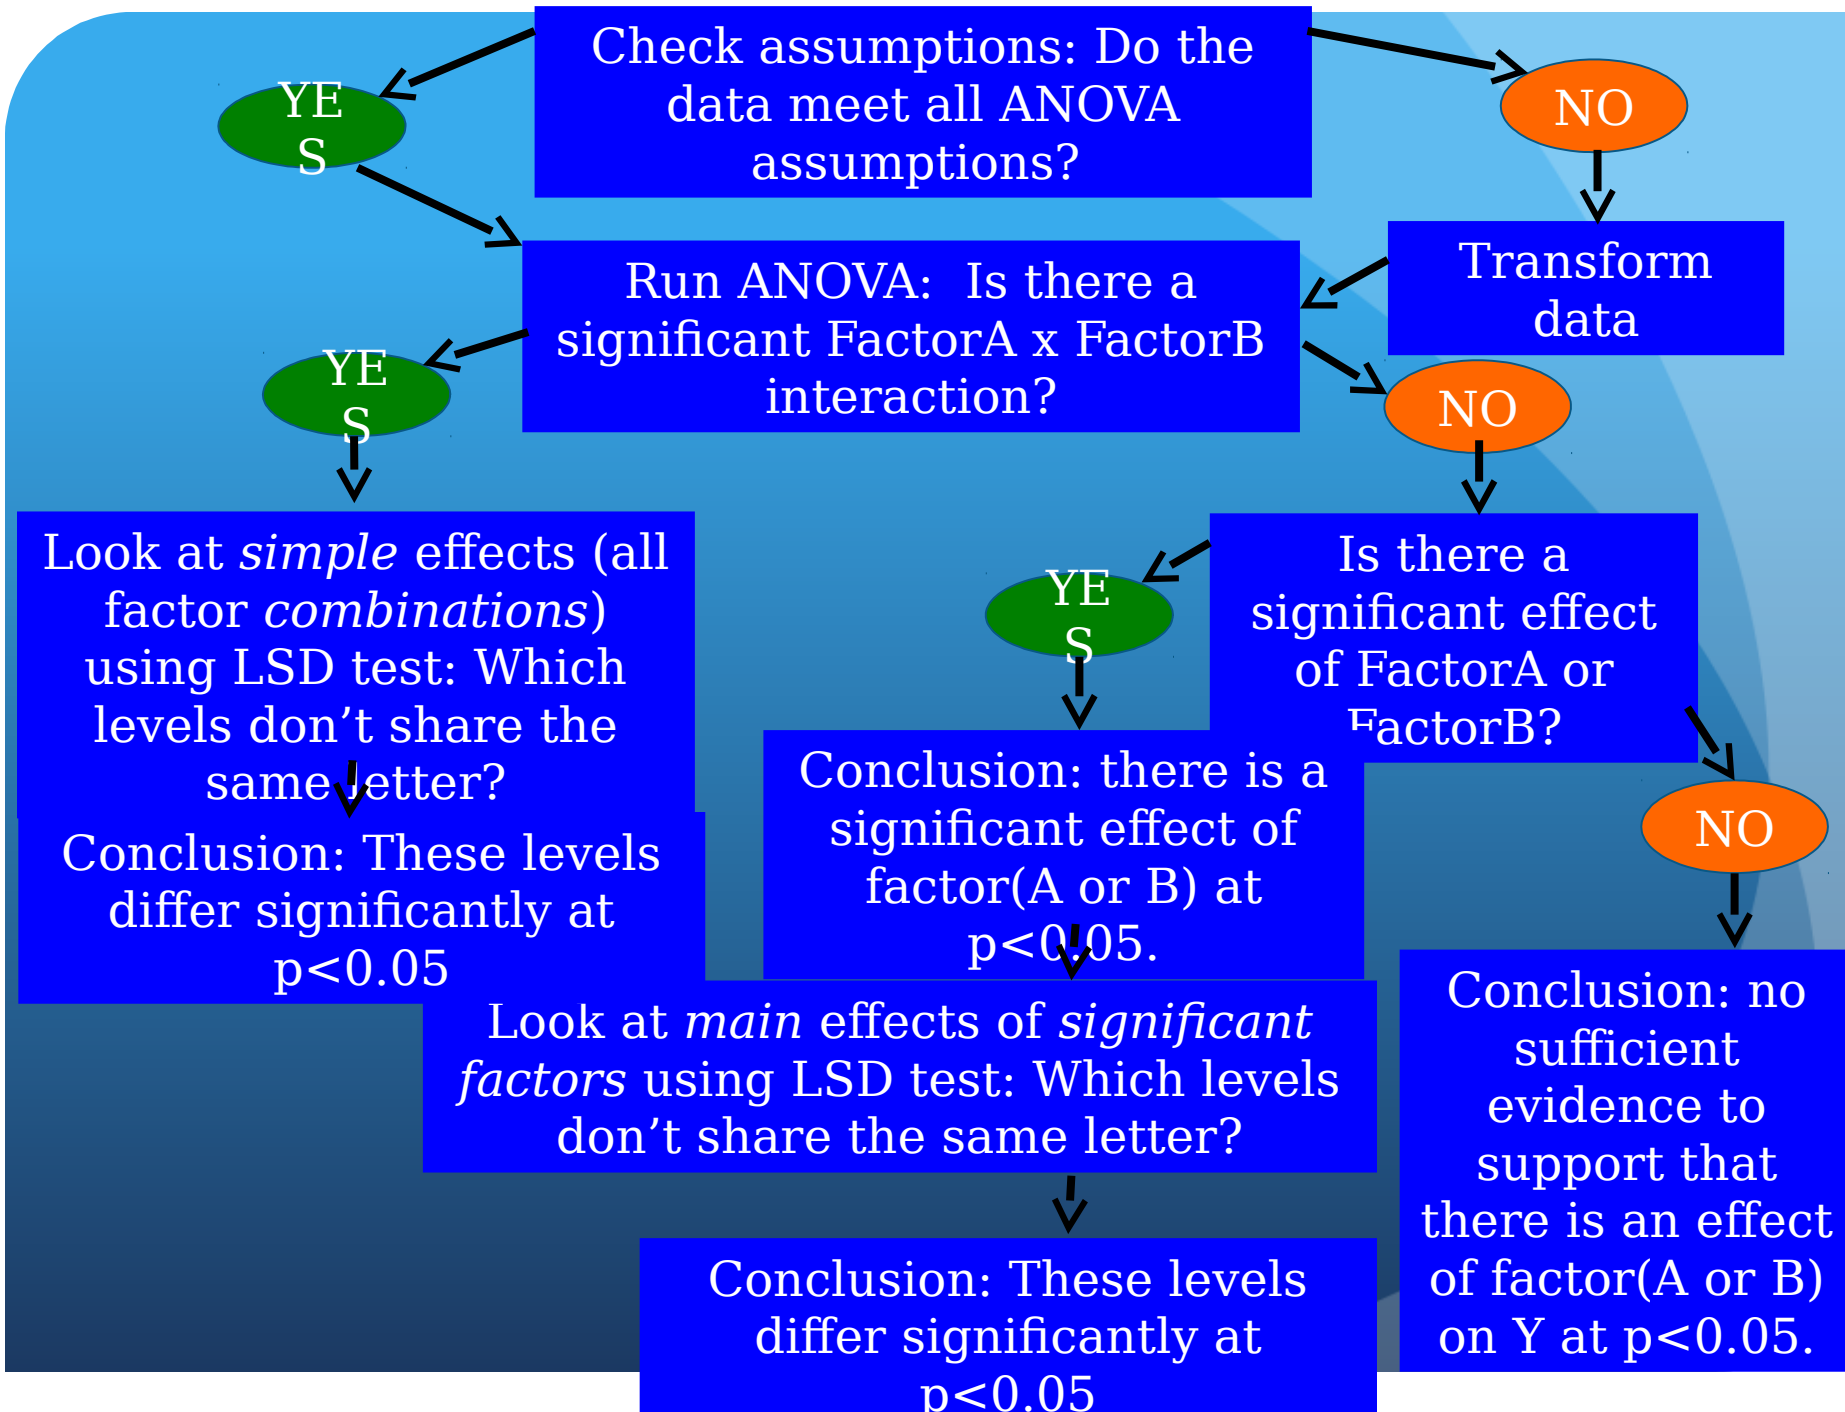 Check assumptions: Do the
data meet all ANOVA
assumptions?
YE
S
NO
Transform
data
Run ANOVA:  Is there a
significant FactorA x FactorB
interaction?
YE
S
NO
Look at simple effects (all
factor combinations)
using LSD test: Which
levels don’t share the
same letter?
Conclusion: These levels
differ significantly at
p<0.05
Is there a
significant effect
of FactorA or
FactorB?
YE
S
NO
Conclusion: there is a
significant effect of
factor(A or B) at
p<0.05.
Look at main effects of significant
factors using LSD test: Which levels
don’t share the same letter?
Conclusion: These levels
differ significantly at
p<0.05
Conclusion: no
sufficient
evidence to
support that
there is an effect
of factor(A or B)
on Y at p<0.05.